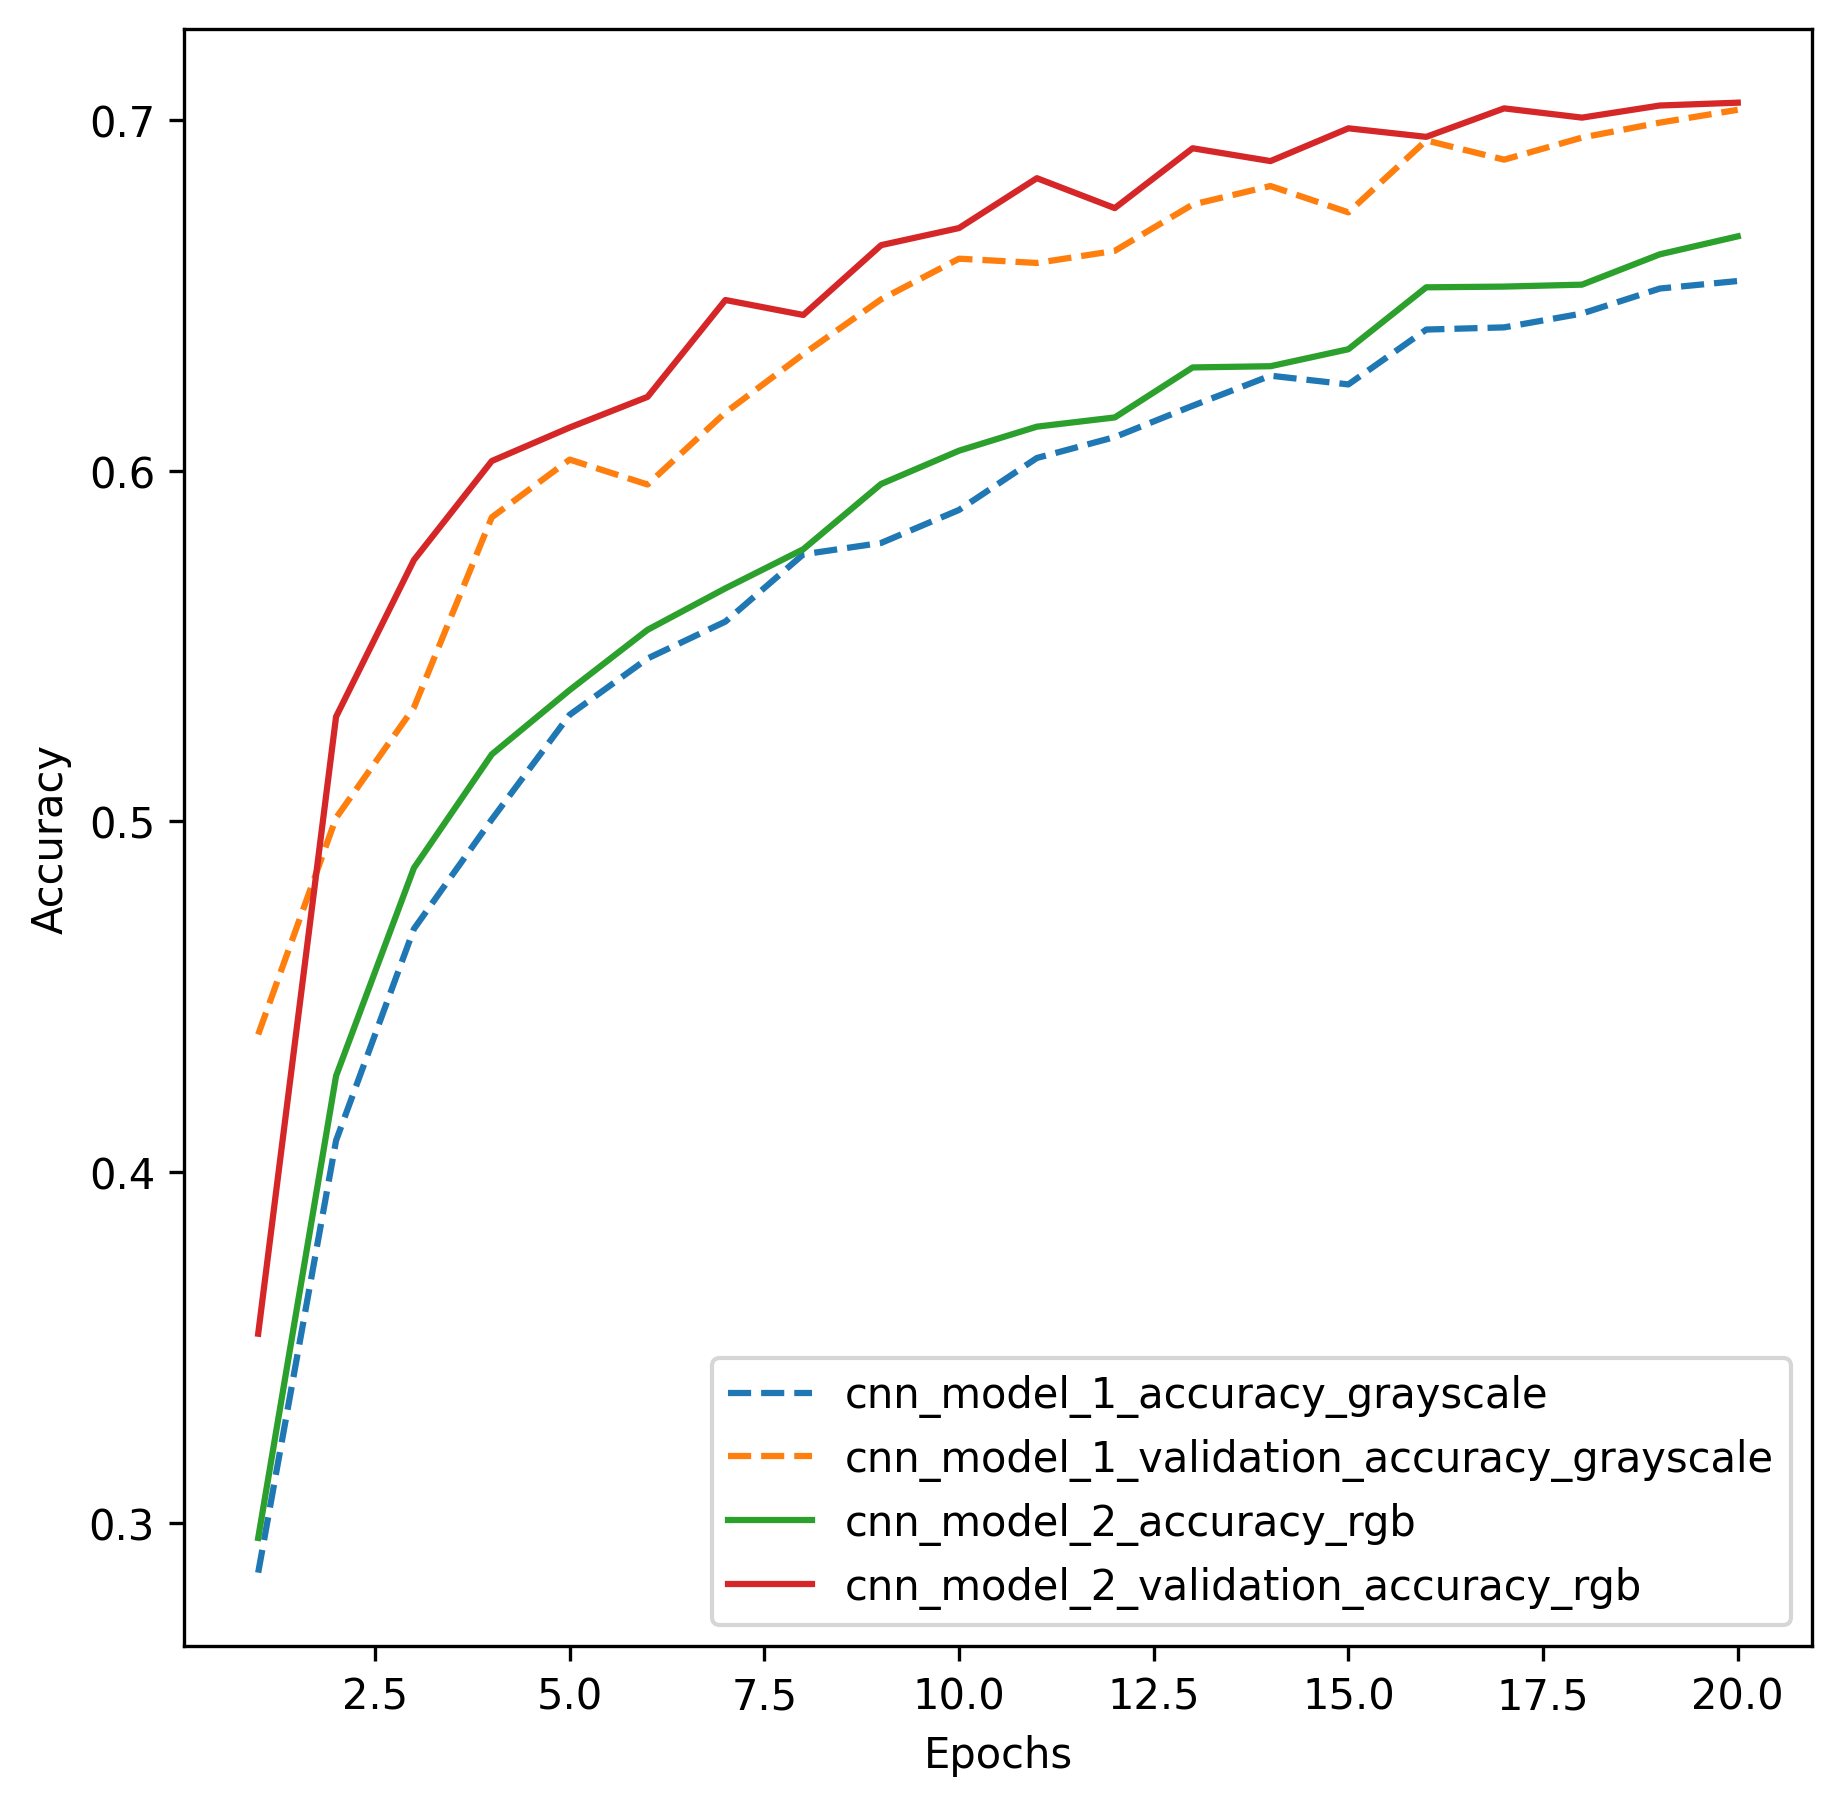 0.7
0.6
0.5
0.4
0.3
Accuracy
2.5 5.0 7.5 10.0 12.5 15.0 17.5 20.0
Epochs
cnn_model_1_accuracy_grayscale
cnn_model_1_validation_accuracy_grayscale
cnn_model_2_accuracy_rgb
cnn_model_2_validation_accuracy_rgb